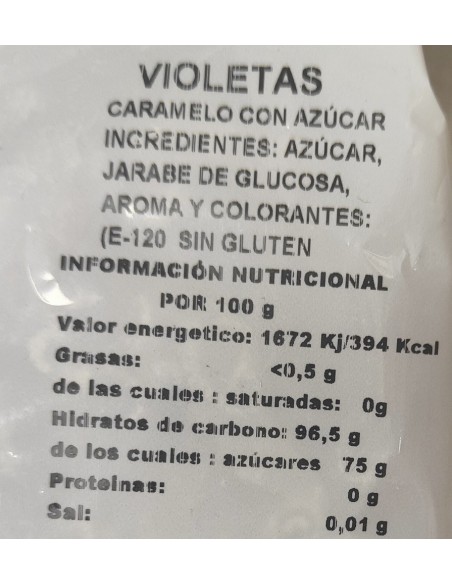 VIOLETAS
CARAMELO CON AZÚCAR
INGREDIENTES: AZÚCAR,
JARABE DE GLUCOSA,
AROMA Y COLORANTES:
(E-120 SIN GLUTEN
INFORMACIÓN NUTRICIONAL
POR 100 g
Valor energetico: 1672 Kj/394 Kcal
Grasas: <0,5 g
de las cuales : saturadas: 0g
Hidratos de carbono: 96,5 g
de los cuales : azúcares 75 g
Proteinas: 0 g
Sal: 0,01 g